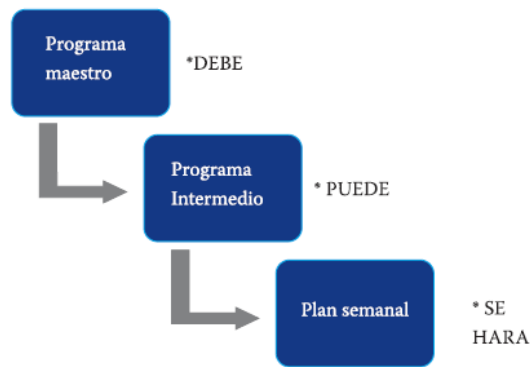 Programa
maestro
*DEBE
Programa
Intermedio
* PUEDE
Plan semanal
* SE
HARA